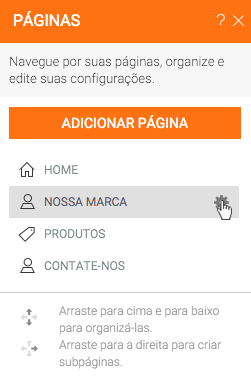 PÁGINAS ?
Navegue por suas páginas, organize e
edite suas configurações.
ADICIONAR PÁGINA
HOME
NOSSA MARCA
PRODUTOS
CONTATE-NOS
Arraste para cima e para baixo
para organizá-las.
Arraste para a direita para criar
subpáginas.